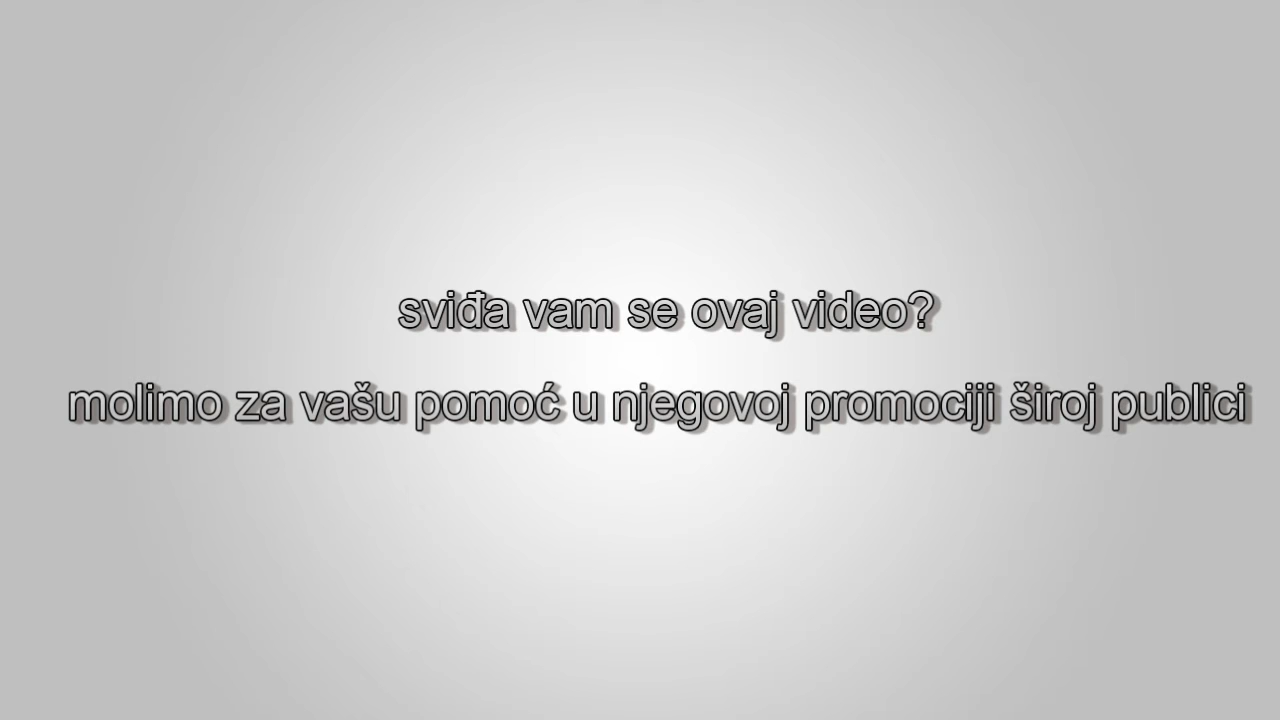 sviđa vam se ovaj video?
molimo za vašu pomoć u njegovoj promociji široj publici